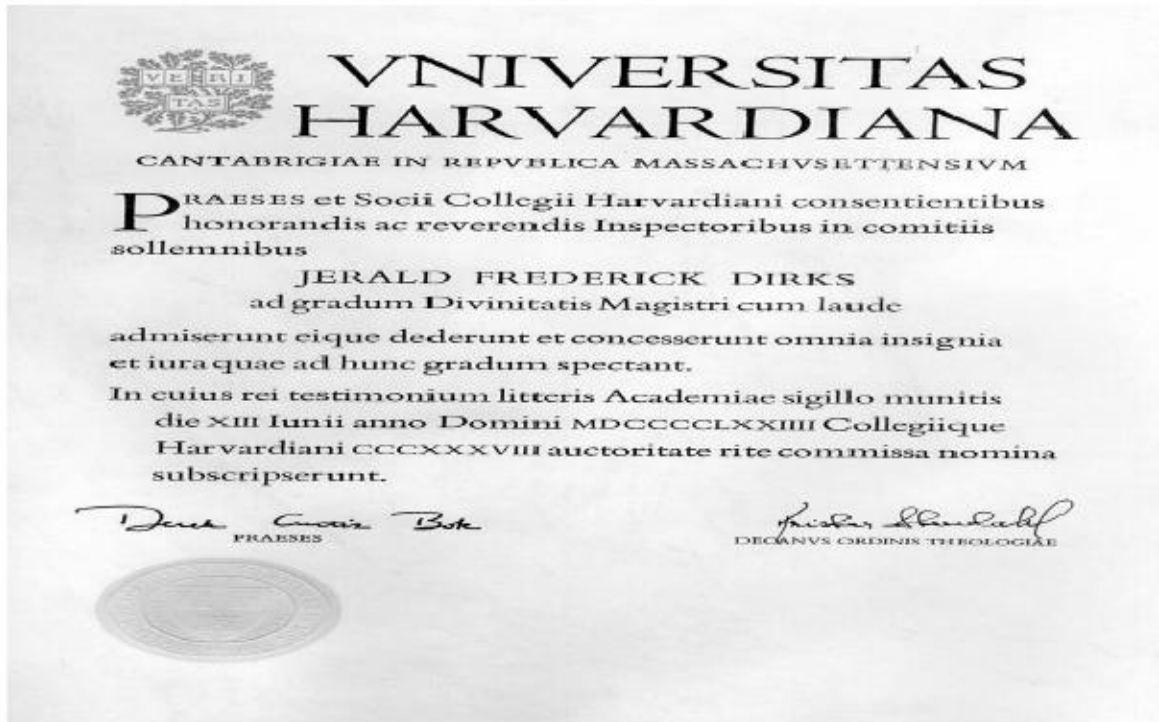 VE RI
TAS
VNIVERSITAS
HARVARDIANA
CANTABRIGIAE IN REPVBLICA MASSACHVSETTENSIVM
PRAESES et Socii Collegii Harvardiani consentientibus
honorandis ac reverendis Inspectoribus in comitiis
sollemnibus
JERALD FREDERICK DIRKS
ad gradum Divinitatis Magistri cum laude
admiserunt eique dederunt et concesserunt omnia insignia
et iura quae ad hunc gradum spectant.
In cuius rei testimonium litteris Academiae sigillo munitis
die XIII Iunii anno Domini MDCCCCLXXIIII Collegiique
Harvardiani CCCXXXVIII auctoritate rite commissa nomina
subscripserunt.
Derek Curtis Bok
PRAESES
Krister Stendahl
DECANVS ORDINIS THEOLOGIAE